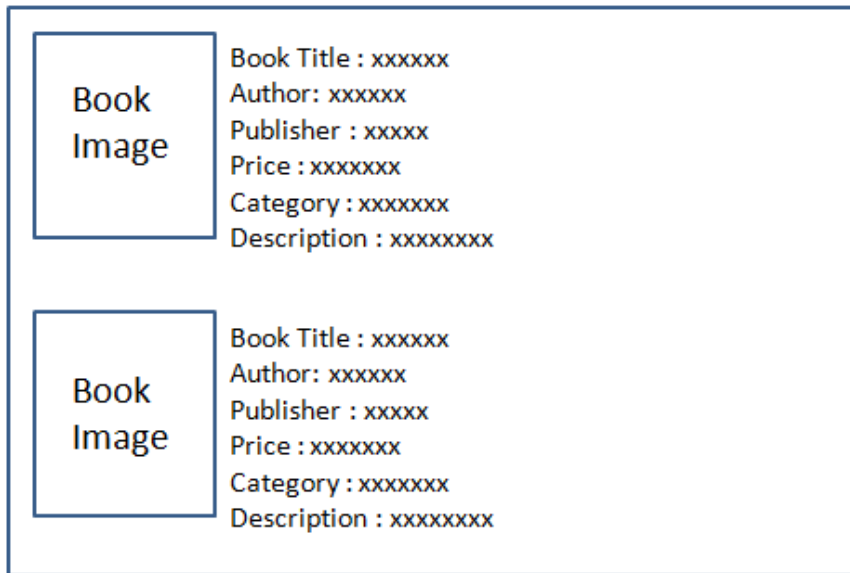 Book
Image
Book Title : xxxxxx
Author: xxxxxx
Publisher : xxxxx
Price : xxxxxxx
Category : xxxxxxx
Description : xxxxxxxx
Book
Image
Book Title : xxxxxx
Author: xxxxxx
Publisher : xxxxx
Price : xxxxxxx
Category : xxxxxxx
Description : xxxxxxxx